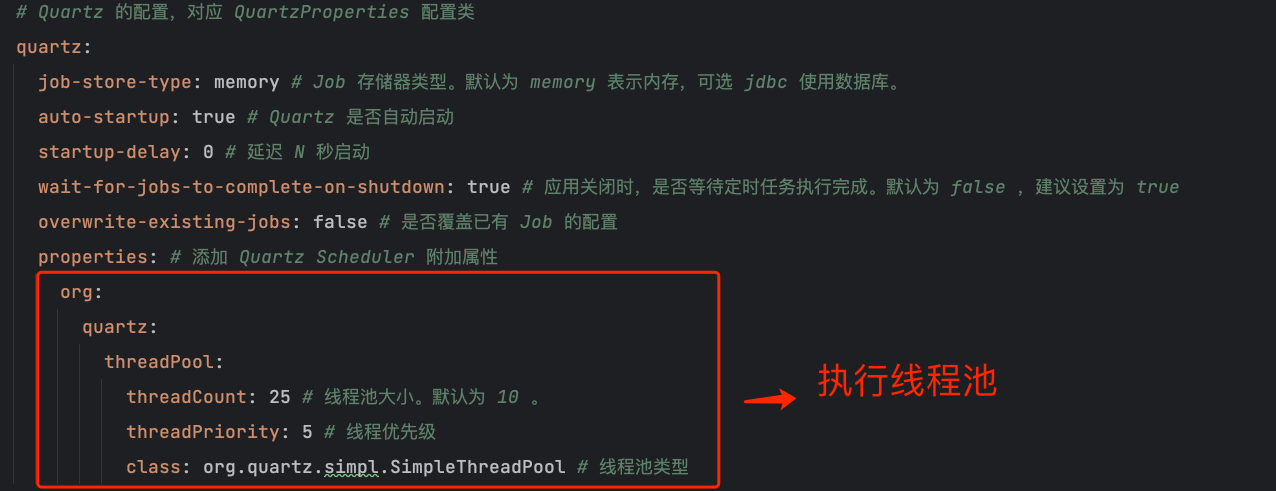 # Quartz 的配置，对应 QuartzProperties 配置类
quartz:
job-store-type: memory # Job 存储器类型。默认为 memory 表示内存，可选 jdbc 使用数据库。
auto-startup: true # Quartz 是否自动启动
startup-delay: 0 # 延迟 N 秒启动
wait-for-jobs-to-complete-on-shutdown: true # 应用关闭时，是否等待定时任务执行完成。默认为 false ，建议设置为 true
overwrite-existing-jobs: false # 是否覆盖已有 Job 的配置
properties: # 添加 Quartz Scheduler 附加属性
org:
quartz:
threadPool:
threadCount: 25 # 线程池大小。默认为 10 。
threadPriority: 5 # 线程优先级
class: org.quartz.simpl.SimpleThreadPool # 线程池类型
执行线程池